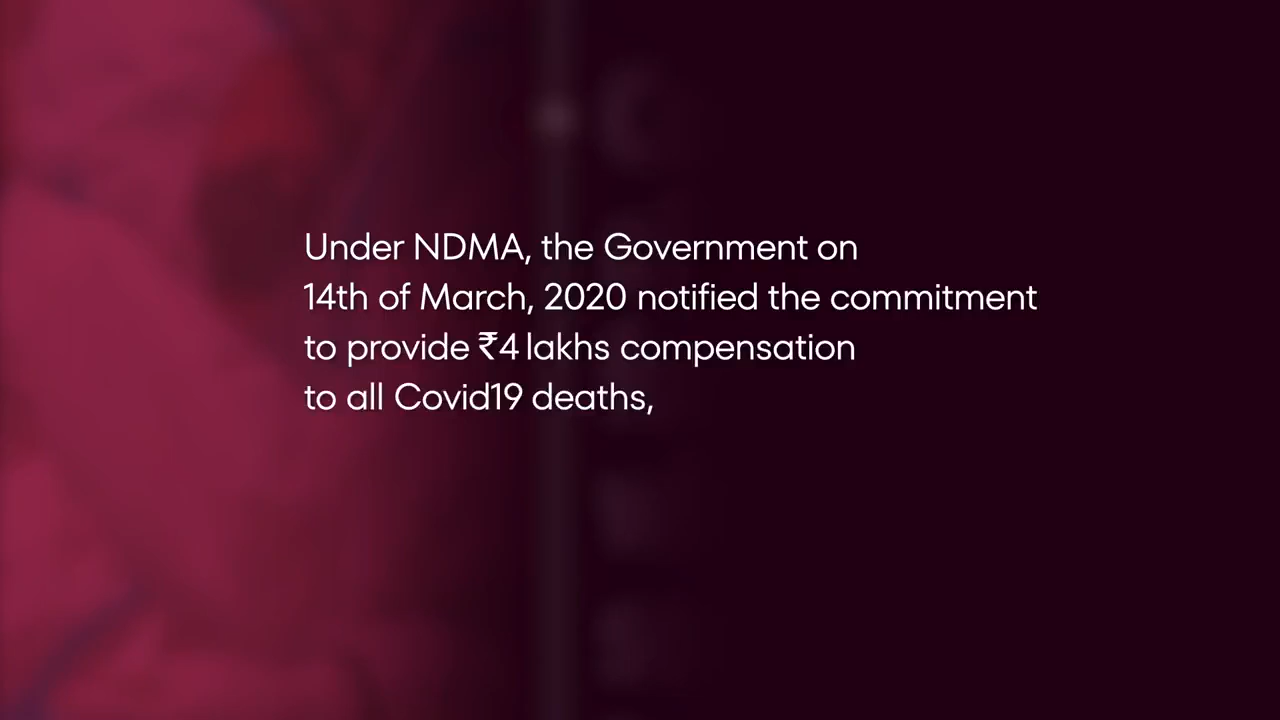 Under NDMA, the Government on
14th of March, 2020 notified the commitment
to provide ₹4 lakhs compensation
to all Covid19 deaths,